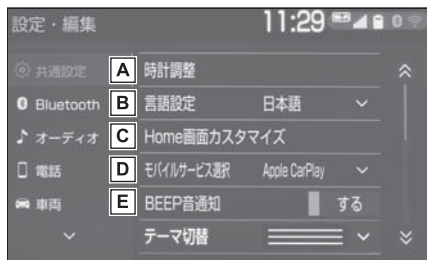 設定・編集
11:29
共通設定
A 時計調整
Bluetooth
B 言語設定 日本語
オーディオ
C Home画面カスタマイズ
電話
D モバイルサービス選択 Apple CarPlay
車両
E BEEP音通知 する
テーマ切替